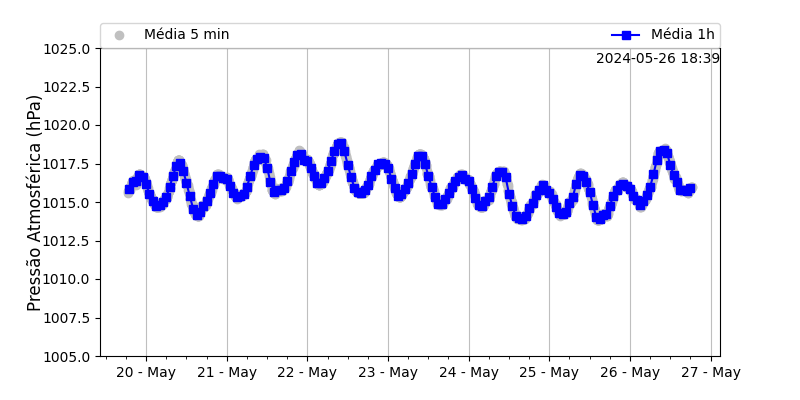 Média 5 min
Média 1h
2024-05-26 18:39
Pressão Atmosférica (hPa)
1025.0
1022.5
1020.0
1017.5
1015.0
1012.5
1010.0
1007.5
1005.0
20 - May
21 - May
22 - May
23 - May
24 - May
25 - May
26 - May
27 - May